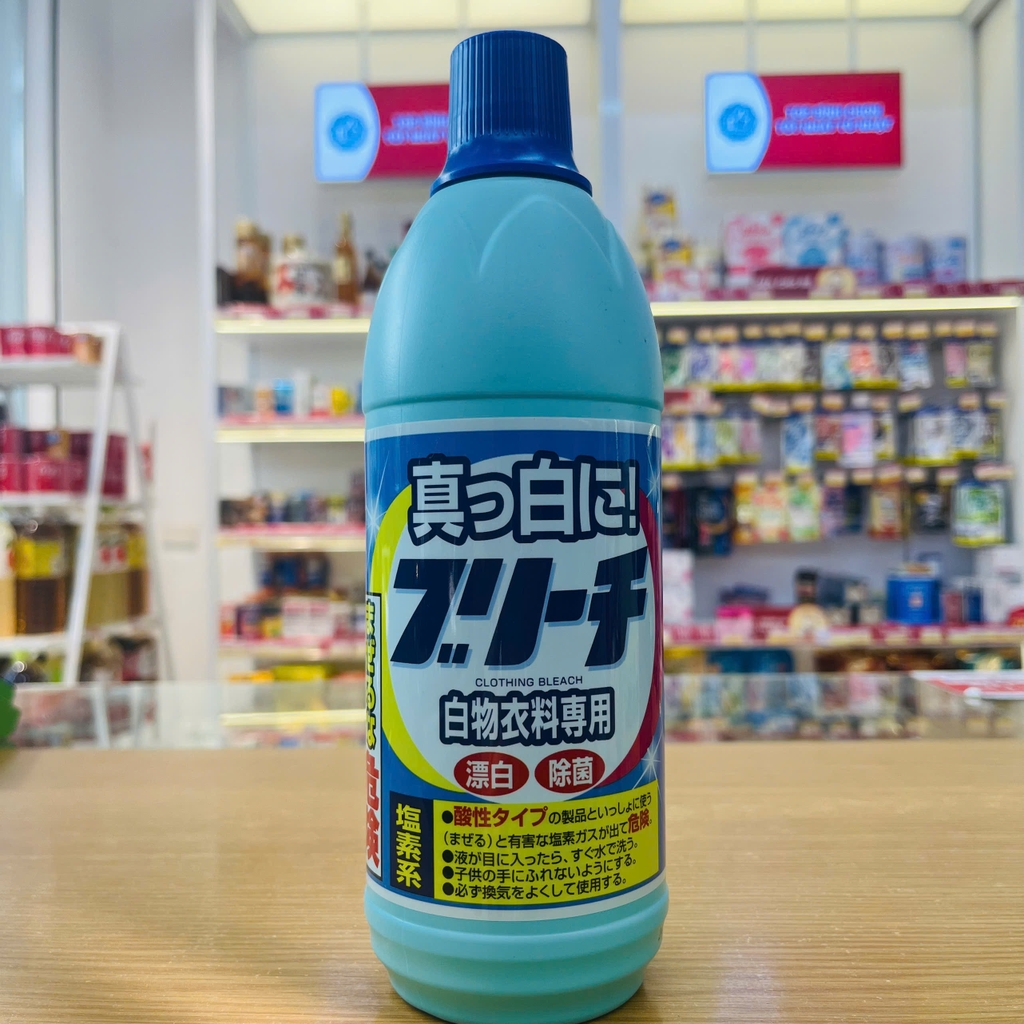 真っ白に!
ブリーチ
CLOTHING BLEACH
白物衣料専用
漂白 除菌
塩素系
●酸性タイプの製品といっしょに使う
(まぜる)と有害な塩素ガスが出て危険。
●液が目に入ったら、すぐ水で洗う。
●子供の手にふれないようにする。
●必ず換気をよくして使用する。
危険